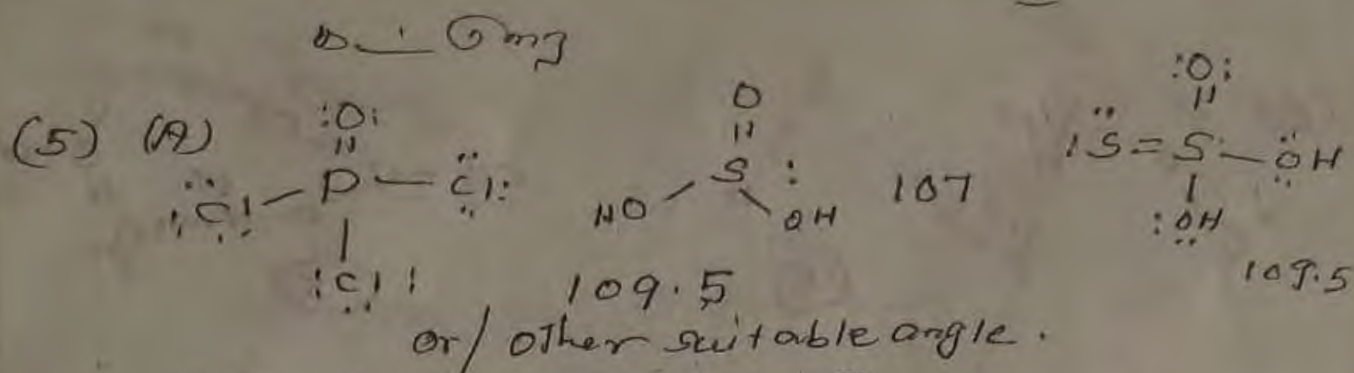 (5) (A)
:O:
||
:Cl — P — Cl:
|
:Cl:
109.5
O
||
HO S : OH
107
:O:
||
:S = S — OH
|
:OH
109.5
or/ other suitable angle.